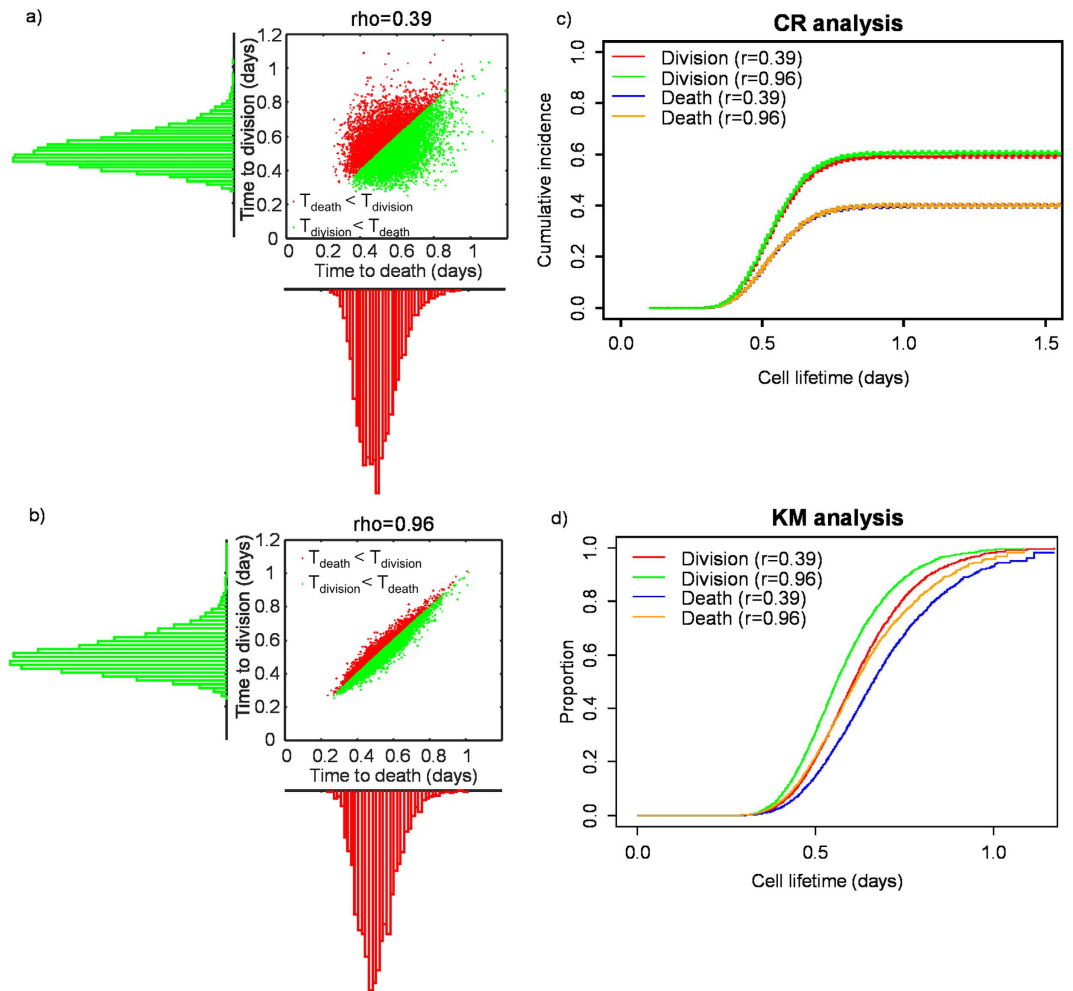 a)
rho=0.39
Time to division (days)
1.2
1
0.8
0.6
0.4
0.2
0
T_death < T_division
T_division < T_death
0 0.2 0.4 0.6 0.8 1
Time to death (days)
b)
rho=0.96
Time to division (days)
1.2
1
0.8
0.6
0.4
0.2
0
T_death < T_division
T_division < T_death
0 0.2 0.4 0.6 0.8 1 1.2
Time to death (days)
c)
CR analysis
Cumulative incidence
1.0
0.8
0.6
0.4
0.2
0.0
Division (r=0.39)
Division (r=0.96)
Death (r=0.39)
Death (r=0.96)
0.0 0.5 1.0 1.5
Cell lifetime (days)
d)
KM analysis
Proportion
1.0
0.8
0.6
0.4
0.2
0.0
Division (r=0.39)
Division (r=0.96)
Death (r=0.39)
Death (r=0.96)
0.0 0.5 1.0
Cell lifetime (days)